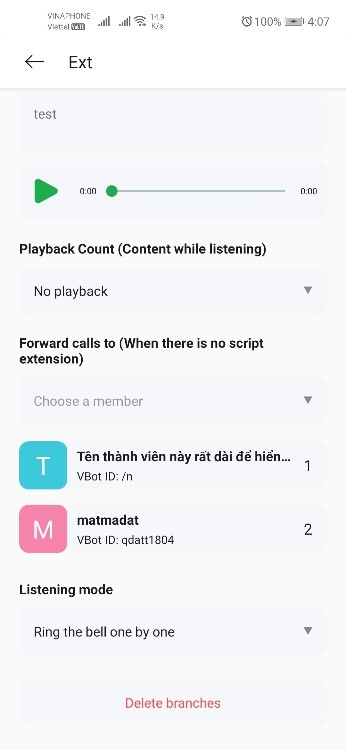 VINAPHONE
Viettel VoLTE
14.9
K/s
100%
4:07
Ext
test
0:00
0:00
Playback Count (Content while listening)
No playback
Forward calls to (When there is no script
extension)
Choose a member
T
Tên thành viên này rất dài để hiển...
VBot ID: /n
1
M
matmadat
VBot ID: qdatt1804
2
Listening mode
Ring the bell one by one
Delete branches